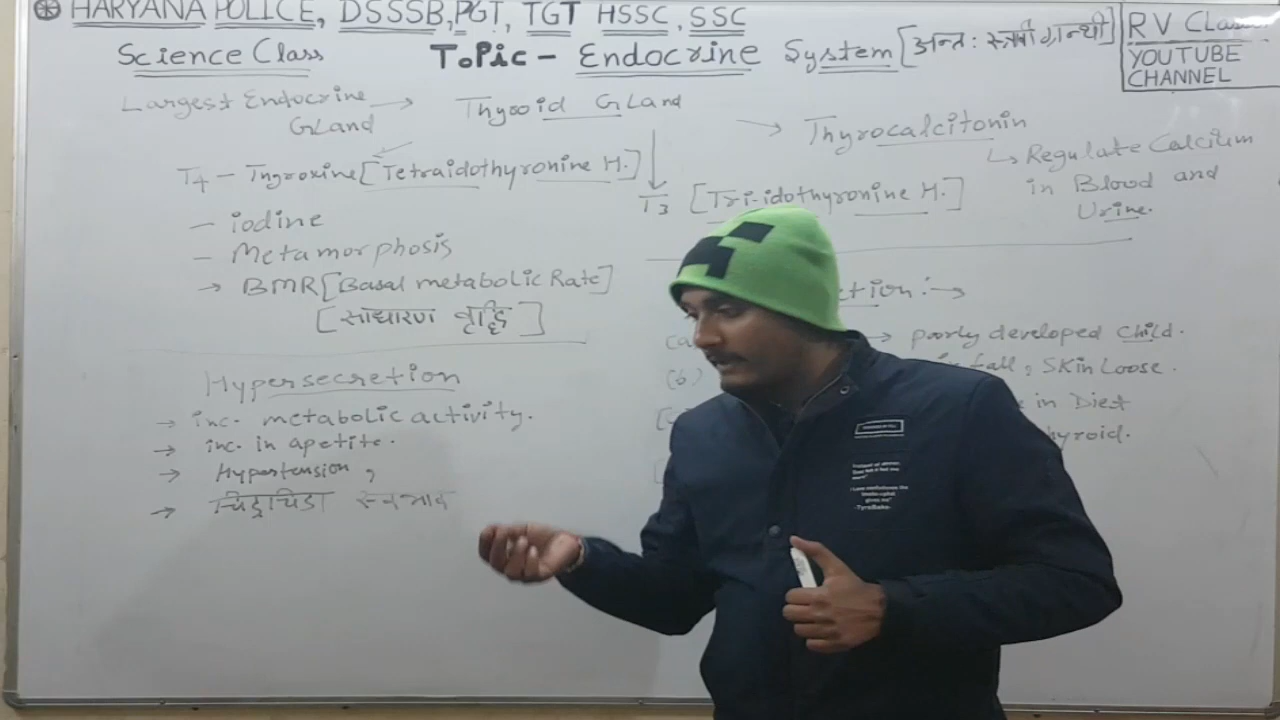 HARYANA POLICE, DSSSB, PGT, TGT HSSC, SSC
Science Class
ToPic - Endocrine System [अन्त: स्त्रावी ग्रन्थी]
RV Classes
YOUTUBE
CHANNEL
Largest Endocrine
GLand
→ Thyroid GLand
T4 - Thyroxine [Tetraidothyronine H.]
- iodine
- Metamorphosis
→ BMR [Basal metabolic Rate]
[साधारण वृद्धि]
T3 [Tri-idothyronine H.]
→ Thyrocalcitonin
↳ Regulate Calcium
in Blood and
Urine.
Hypersecretion
→ inc. metabolic activity.
→ inc. in apetite.
→ Hypertension,
→ चिड़चिडा स्वभाव
ction:→
(a
→ poorly developed child.
(b)
fall, Skin Loose.
in Diet
hyroid.